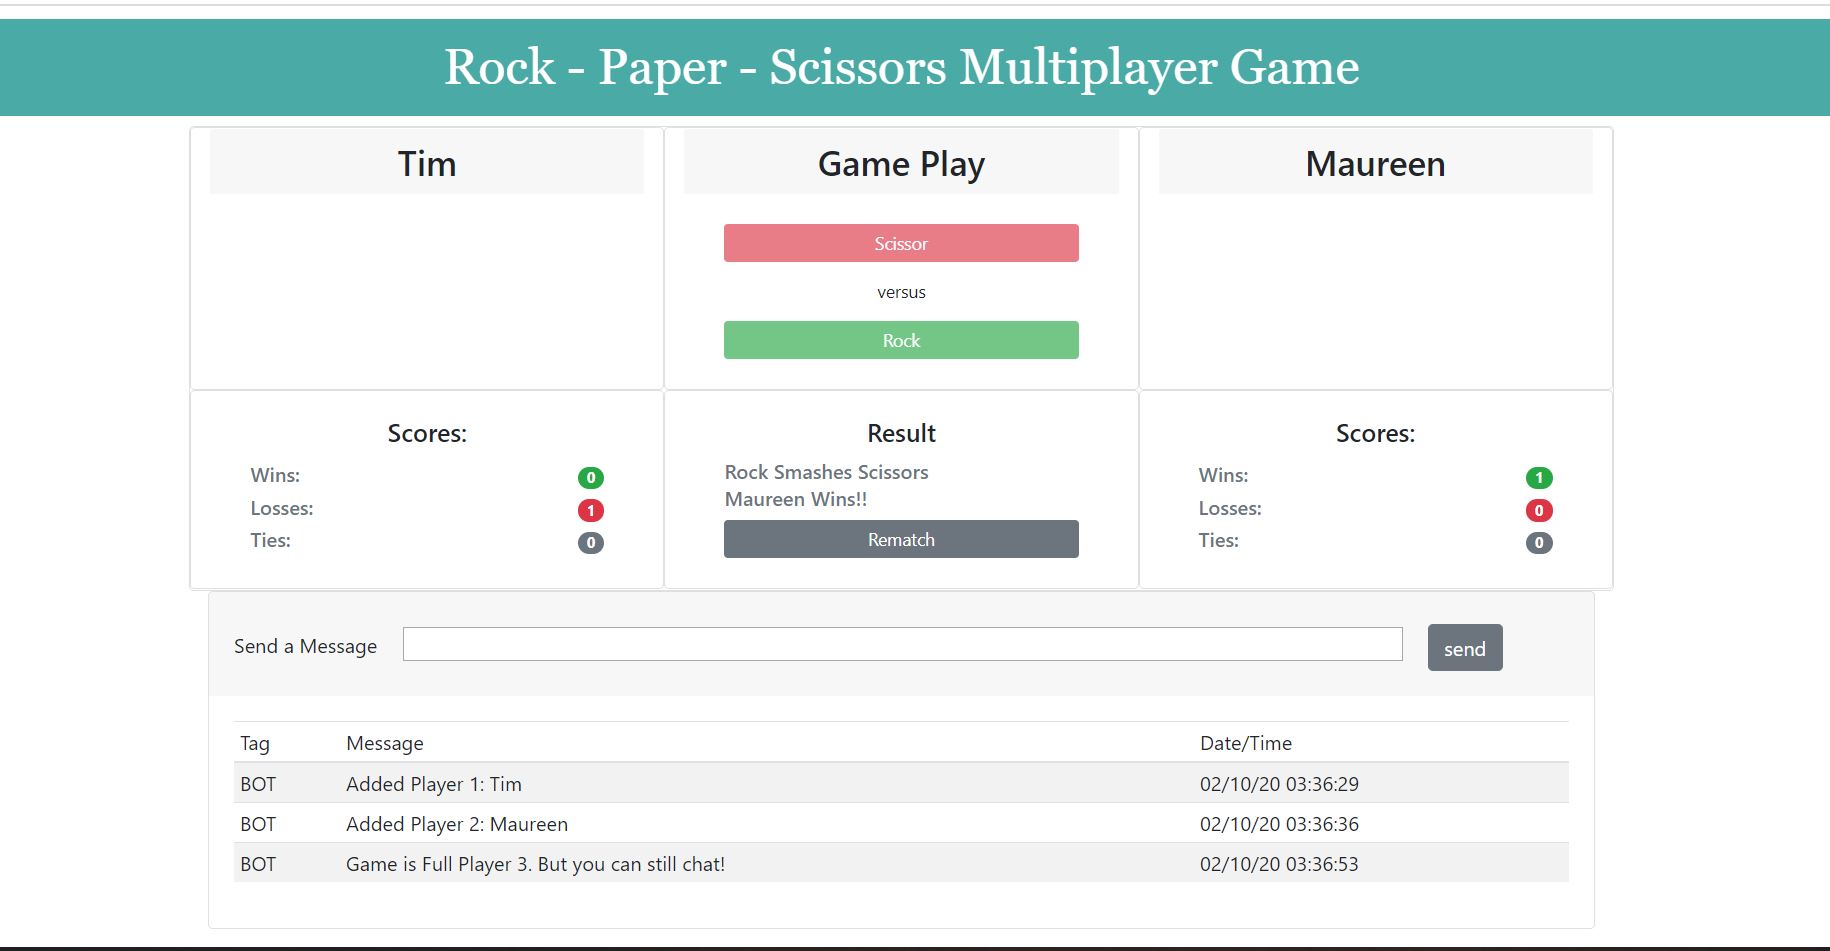 Rock - Paper - Scissors Multiplayer Game
Tim
Game Play
Maureen
Scissor
versus
Rock
Scores:
Wins: 0
Losses: 1
Ties: 0
Result
Rock Smashes Scissors
Maureen Wins!!
Rematch
Scores:
Wins: 1
Losses: 0
Ties: 0
Send a Message send
Tag Message Date/Time
BOT Added Player 1: Tim 02/10/20 03:36:29
BOT Added Player 2: Maureen 02/10/20 03:36:36
BOT Game is Full Player 3. But you can still chat! 02/10/20 03:36:53